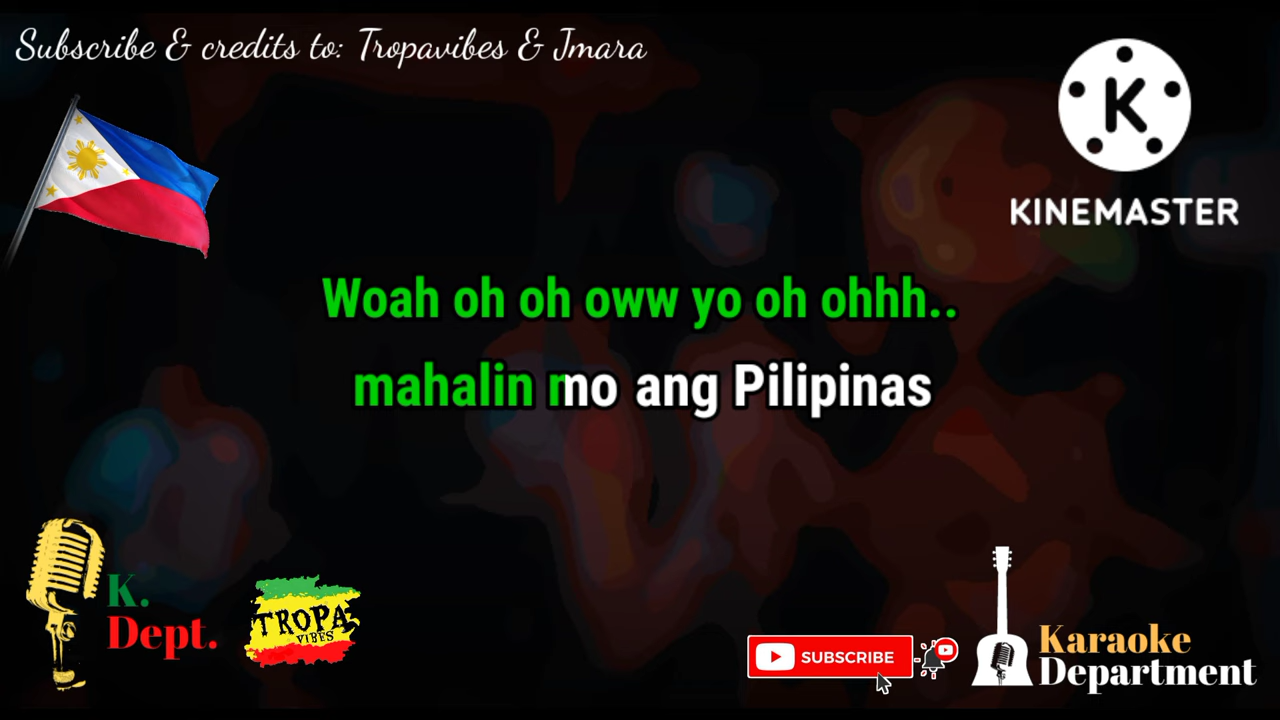 Subscribe & credits to: Tropavibes & Jmara
K
KINEMASTER
Woah oh oh oww yo oh ohhh..
mahalin mo ang Pilipinas
K.
Dept.
TROPA
VIBES
SUBSCRIBE
Karaoke
Department